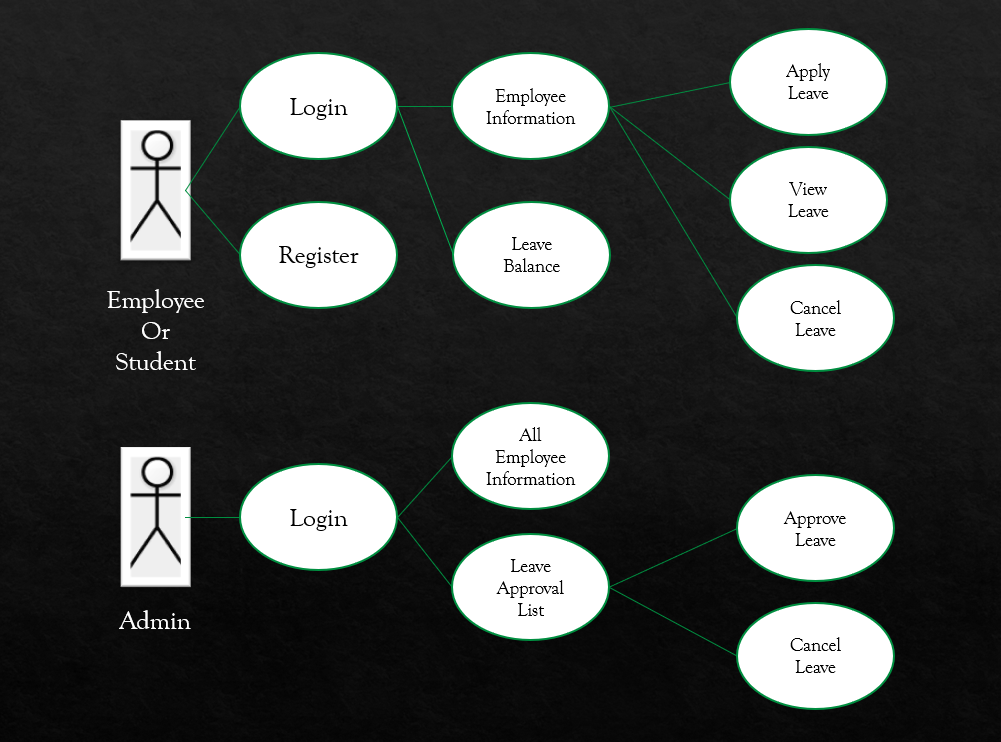 Login
Register
Employee
Or
Student
Employee
Information
Leave
Balance
Apply
Leave
View
Leave
Cancel
Leave
Admin
Login
All
Employee
Information
Leave
Approval
List
Approve
Leave
Cancel
Leave